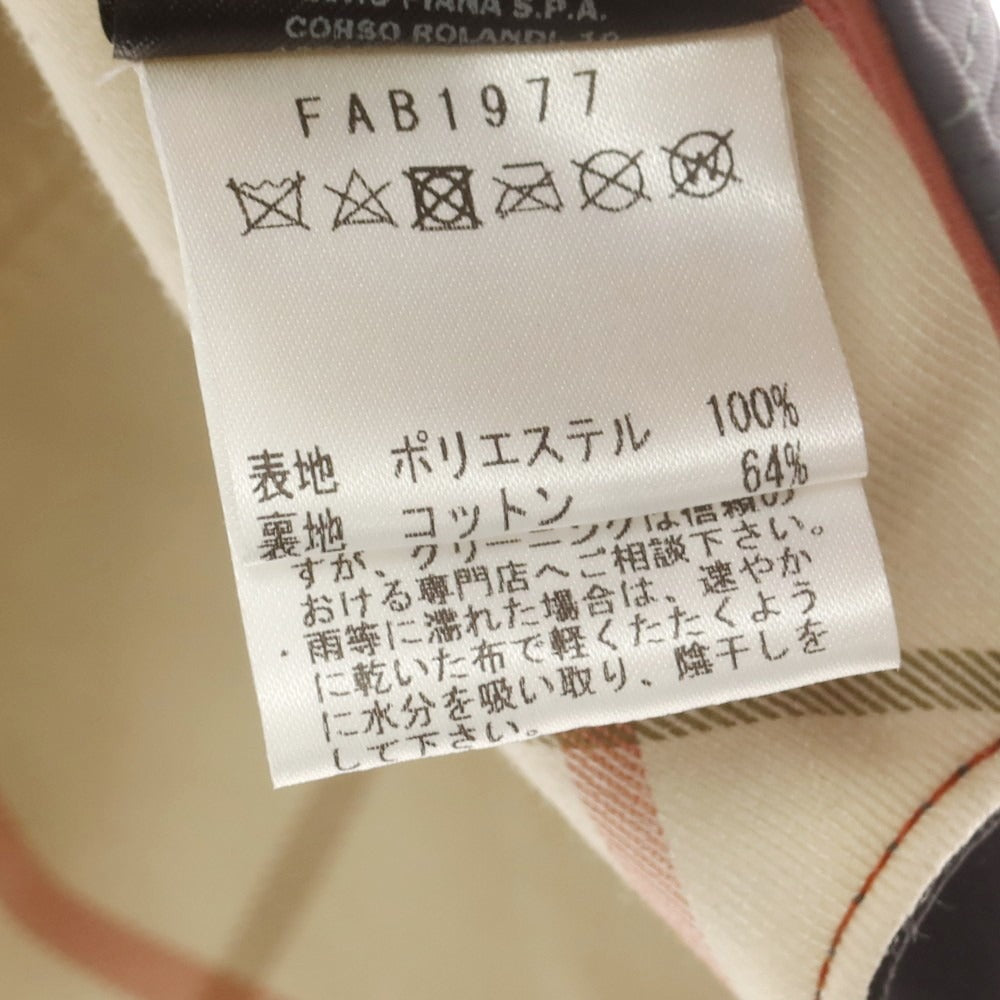 PIANA S.P.A.
CORSO ROLANDI, 10
FAB1977
表地 ポリエステル 100%
裏地 コットン 64%
すが、クリーニングは信頼の
おける専門店へご相談下さい。
・雨等に濡れた場合は、速やか
に乾いた布で軽くたたくよう
に水分を吸い取り、陰干しを
して下さい。